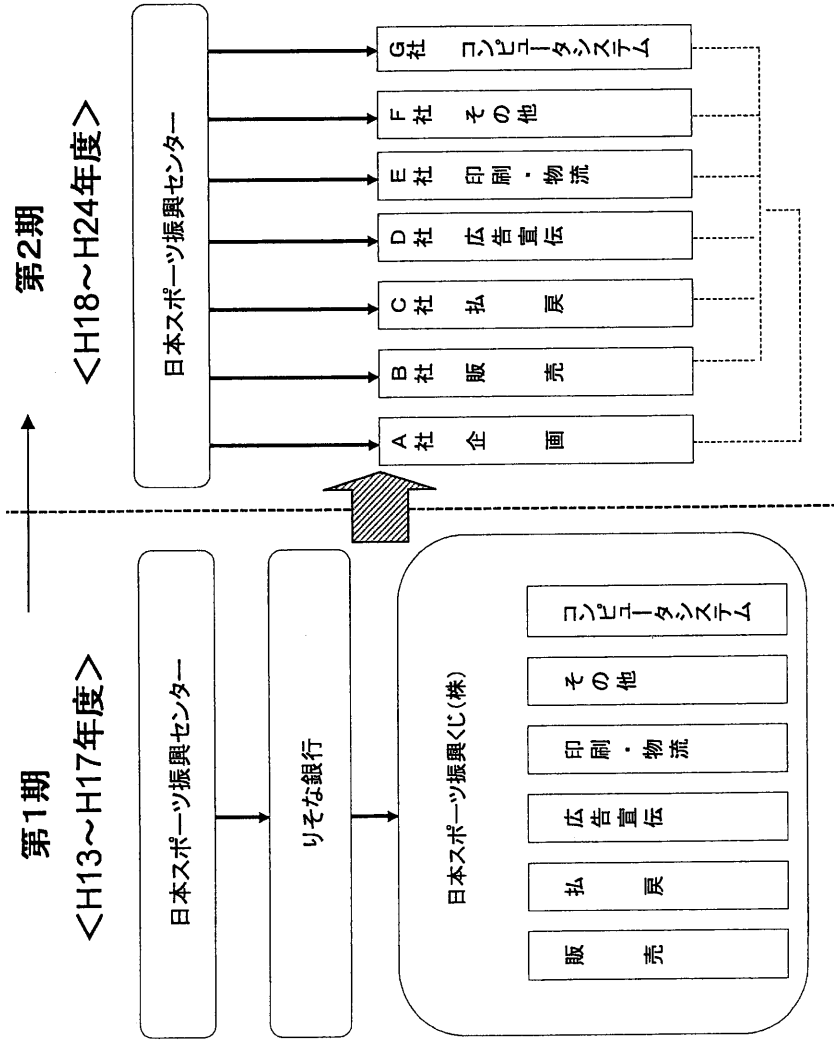 第1期
<H13～H17年度>
日本スポーツ振興センター
りそな銀行
日本スポーツ振興くじ(株)
販売
払戻
広告宣伝
印刷・物流
その他
コンピュータシステム
第2期
<H18～H24年度>
日本スポーツ振興センター
A社 企画
B社 販売
C社 払戻
D社 広告宣伝
E社 印刷・物流
F社 その他
G社 コンピュータシステム